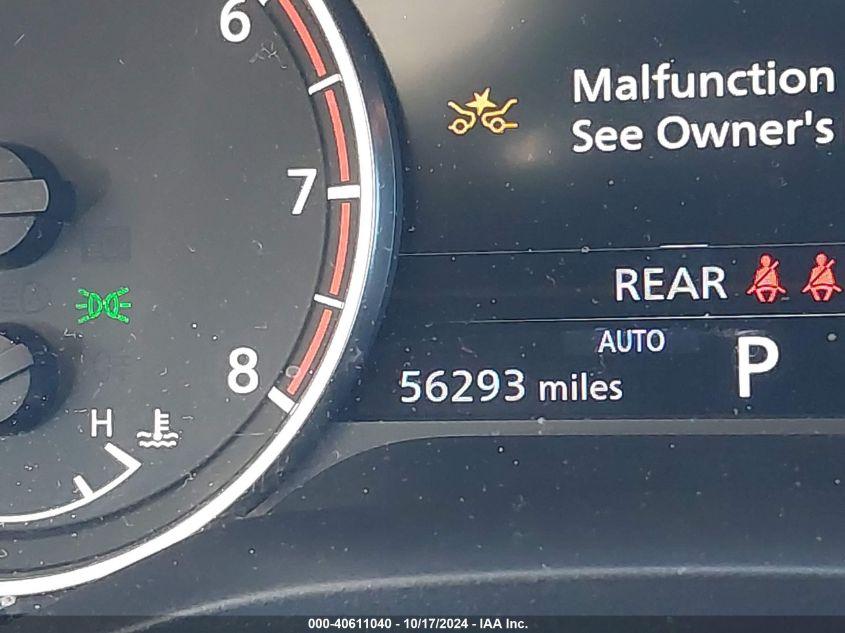 6
7
8
H
Malfunction
See Owner's
REAR
AUTO
56293 miles
P
000-40611040 - 10/17/2024 - IAA Inc.